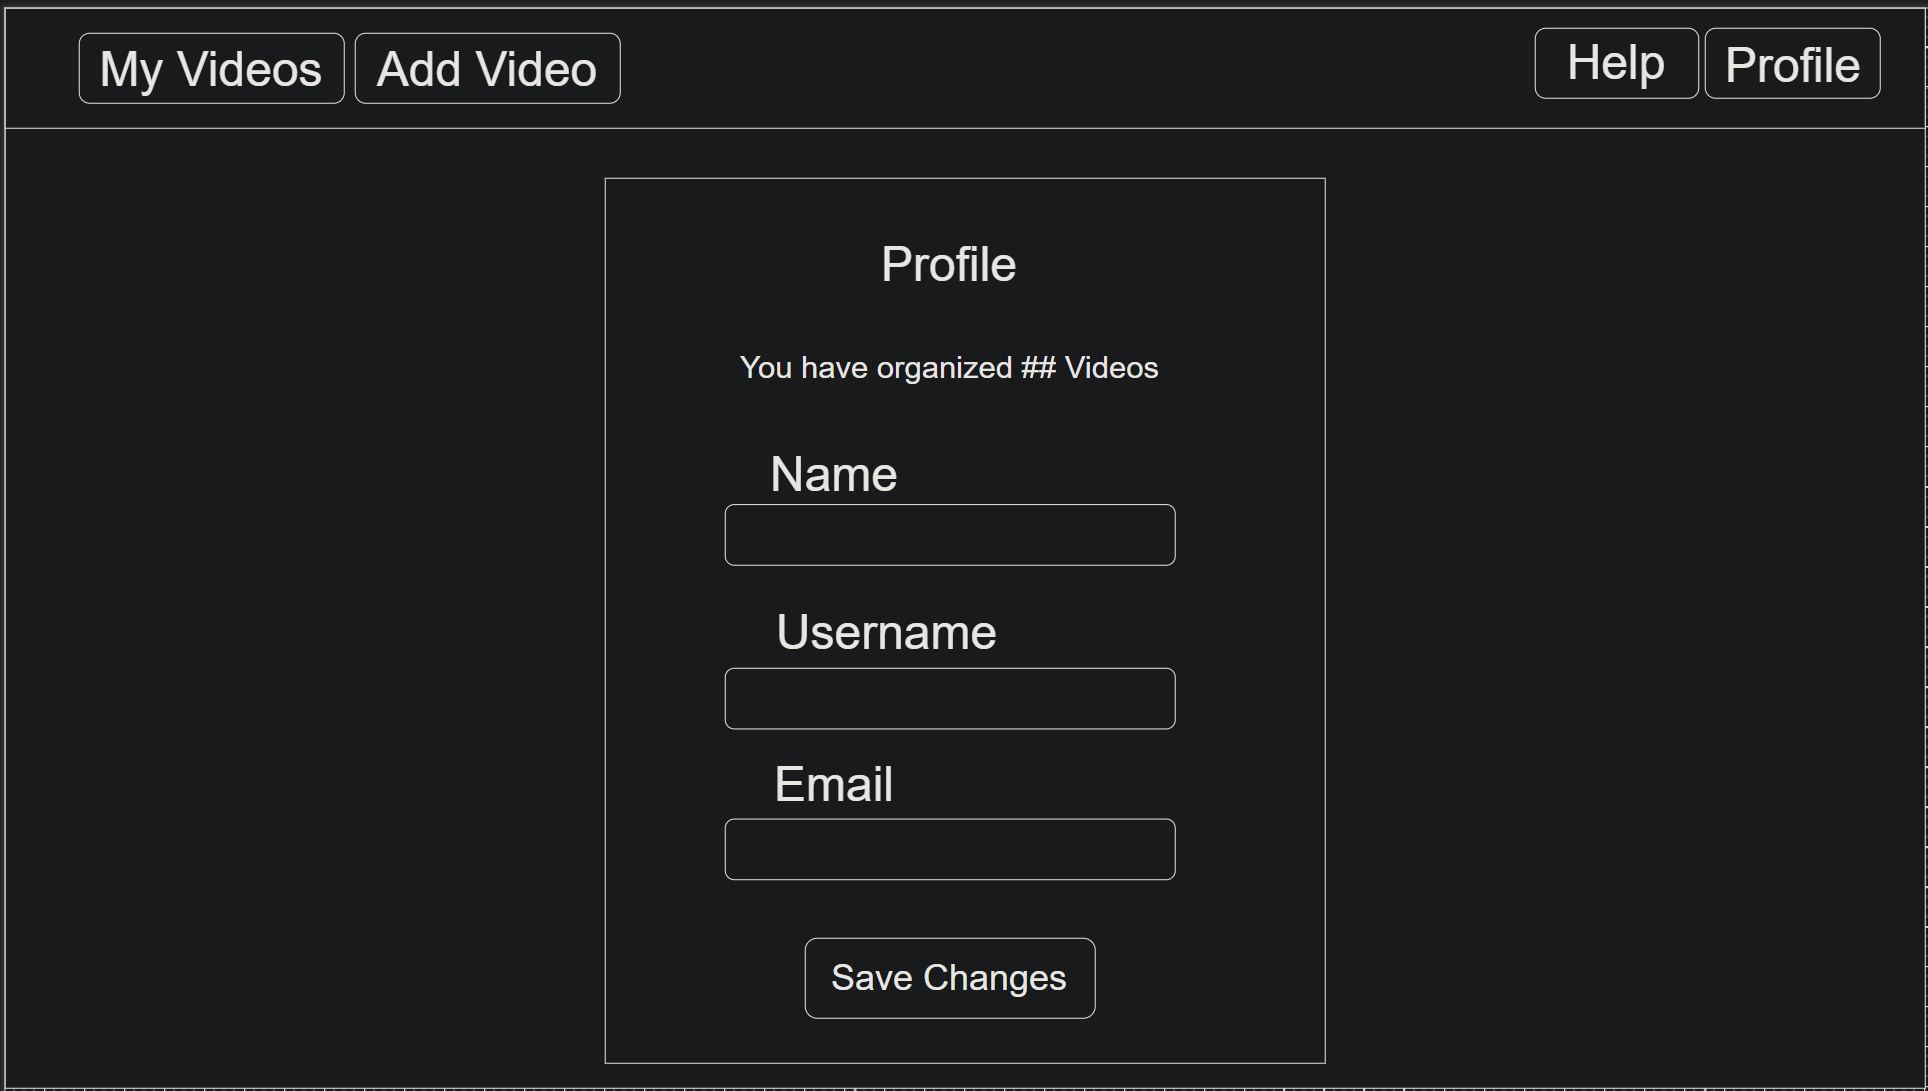 My Videos Add Video Help Profile
Profile
You have organized ## Videos
Name
Username
Email
Save Changes